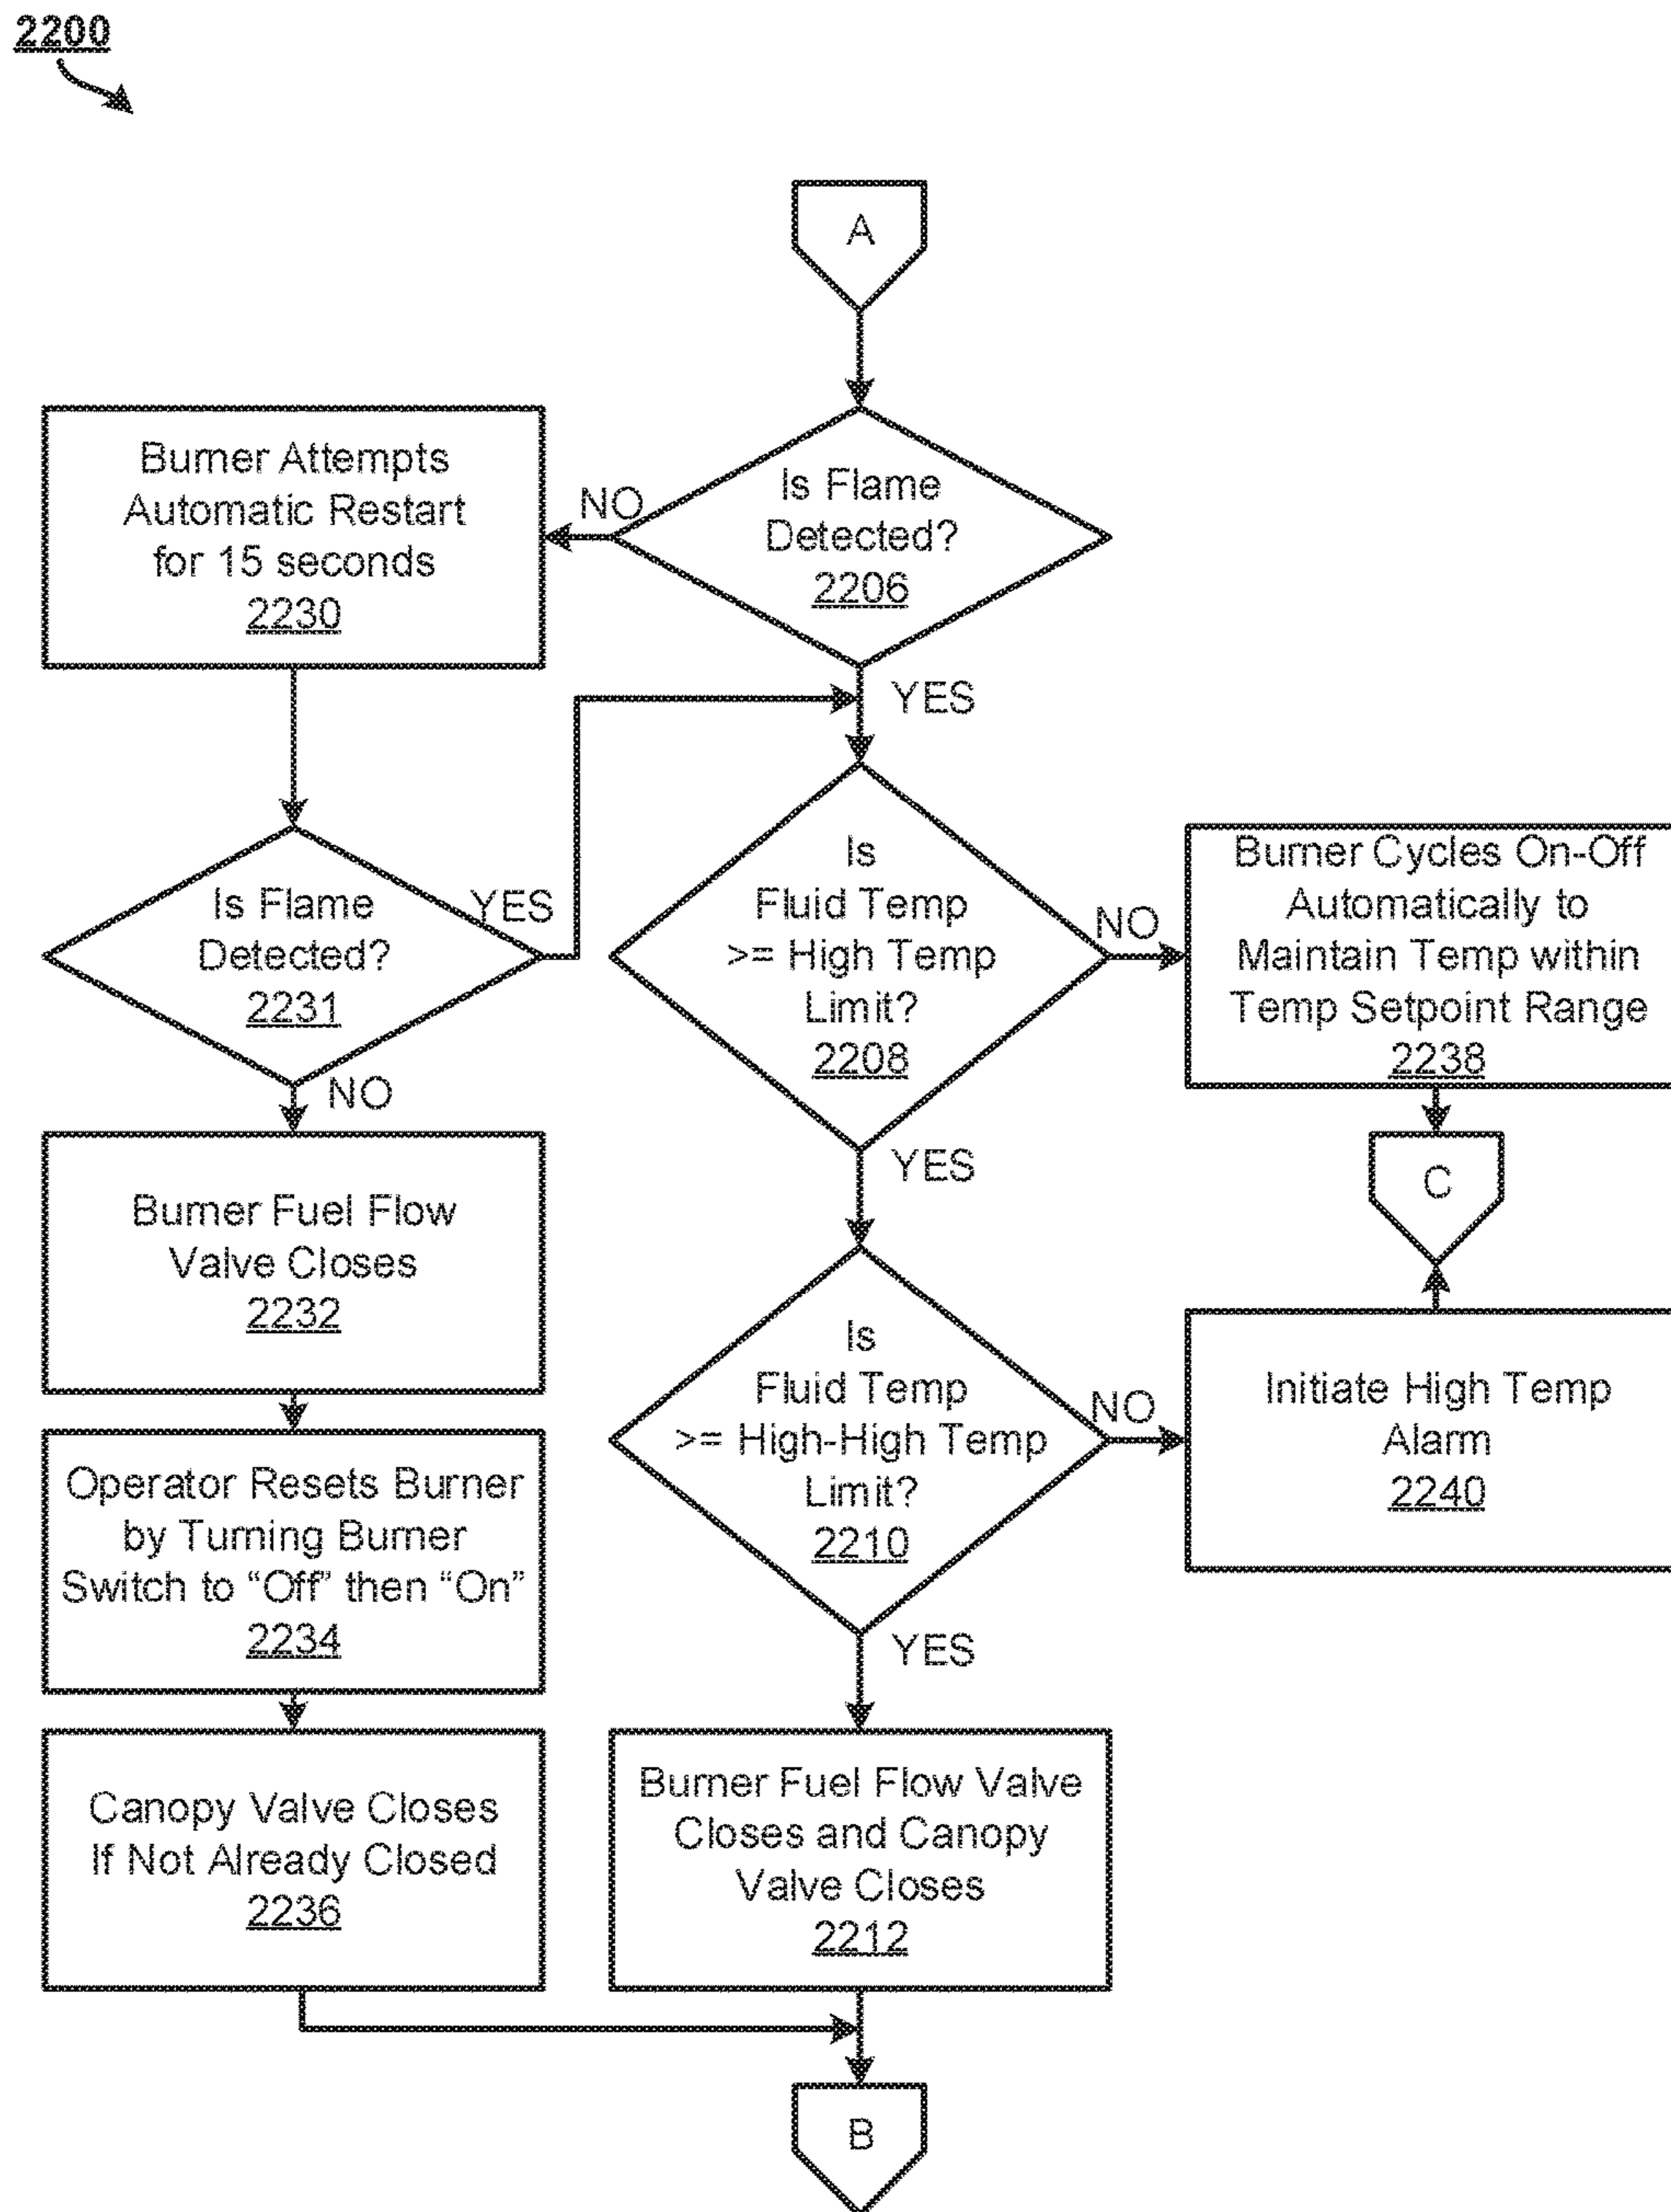 2200
A
Is Flame
Detected?
2206
NO
YES
Burner Attempts
Automatic Restart
for 15 seconds
2230
Is Flame
Detected?
2231
YES
NO
Is
Fluid Temp
>= High Temp
Limit?
2208
NO
YES
Burner Cycles On-Off
Automatically to
Maintain Temp within
Temp Setpoint Range
2238
C
Burner Fuel Flow
Valve Closes
2232
Is
Fluid Temp
>= High-High Temp
Limit?
2210
NO
YES
Initiate High Temp
Alarm
2240
Operator Resets Burner
by Turning Burner
Switch to “Off” then “On”
2234
Canopy Valve Closes
If Not Already Closed
2236
Burner Fuel Flow Valve
Closes and Canopy
Valve Closes
2212
B